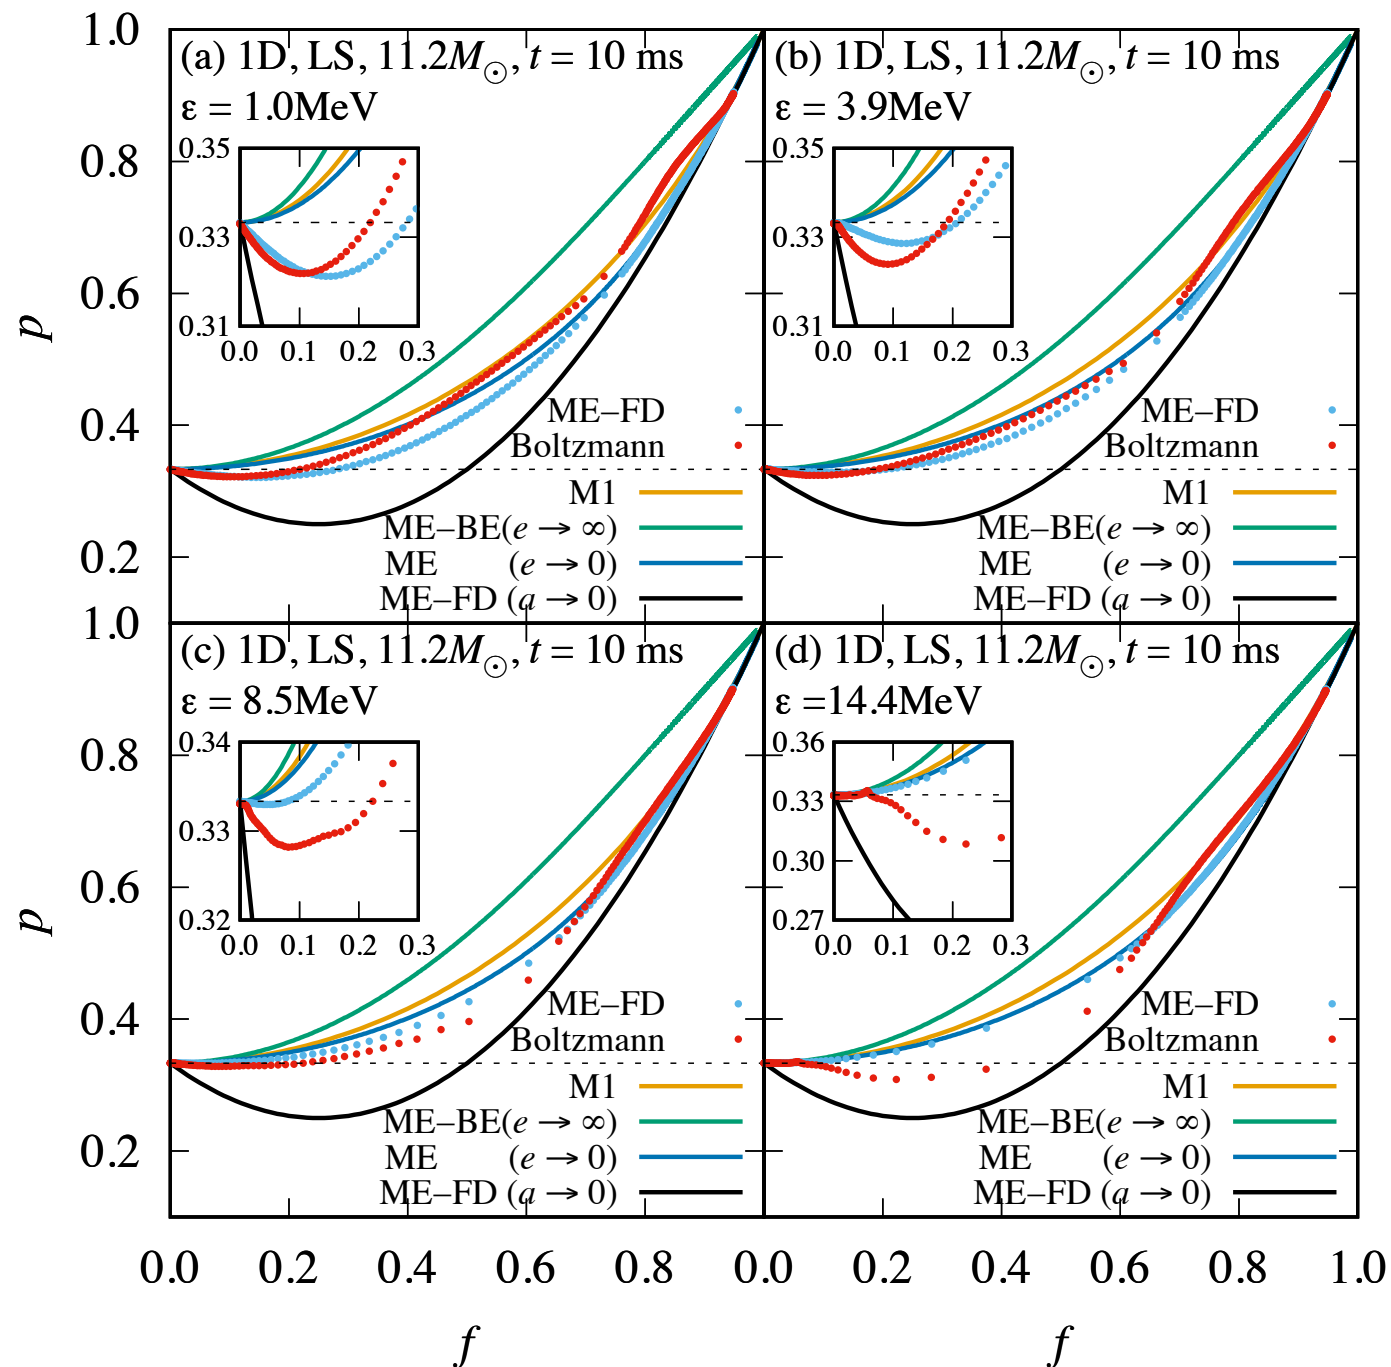 1.0
0.8
0.6
0.4
0.2
p
(a) 1D, LS, 11.2M⊙, t = 10 ms
ε = 1.0MeV
0.35
0.33
0.31
0.0 0.1 0.2 0.3
ME−FD
Boltzmann
M1
ME−BE(e → ∞)
ME (e → 0)
ME−FD (a → 0)
(b) 1D, LS, 11.2M⊙, t = 10 ms
ε = 3.9MeV
0.35
0.33
0.31
0.0 0.1 0.2 0.3
ME−FD
Boltzmann
M1
ME−BE(e → ∞)
ME (e → 0)
ME−FD (a → 0)
1.0
0.8
0.6
0.4
0.2
p
(c) 1D, LS, 11.2M⊙, t = 10 ms
ε = 8.5MeV
0.34
0.33
0.32
0.0 0.1 0.2 0.3
ME−FD
Boltzmann
M1
ME−BE(e → ∞)
ME (e → 0)
ME−FD (a → 0)
(d) 1D, LS, 11.2M⊙, t = 10 ms
ε =14.4MeV
0.36
0.33
0.30
0.27
0.0 0.1 0.2 0.3
ME−FD
Boltzmann
M1
ME−BE(e → ∞)
ME (e → 0)
ME−FD (a → 0)
0.0 0.2 0.4 0.6 0.8 0.0 0.2 0.4 0.6 0.8 1.0
f f